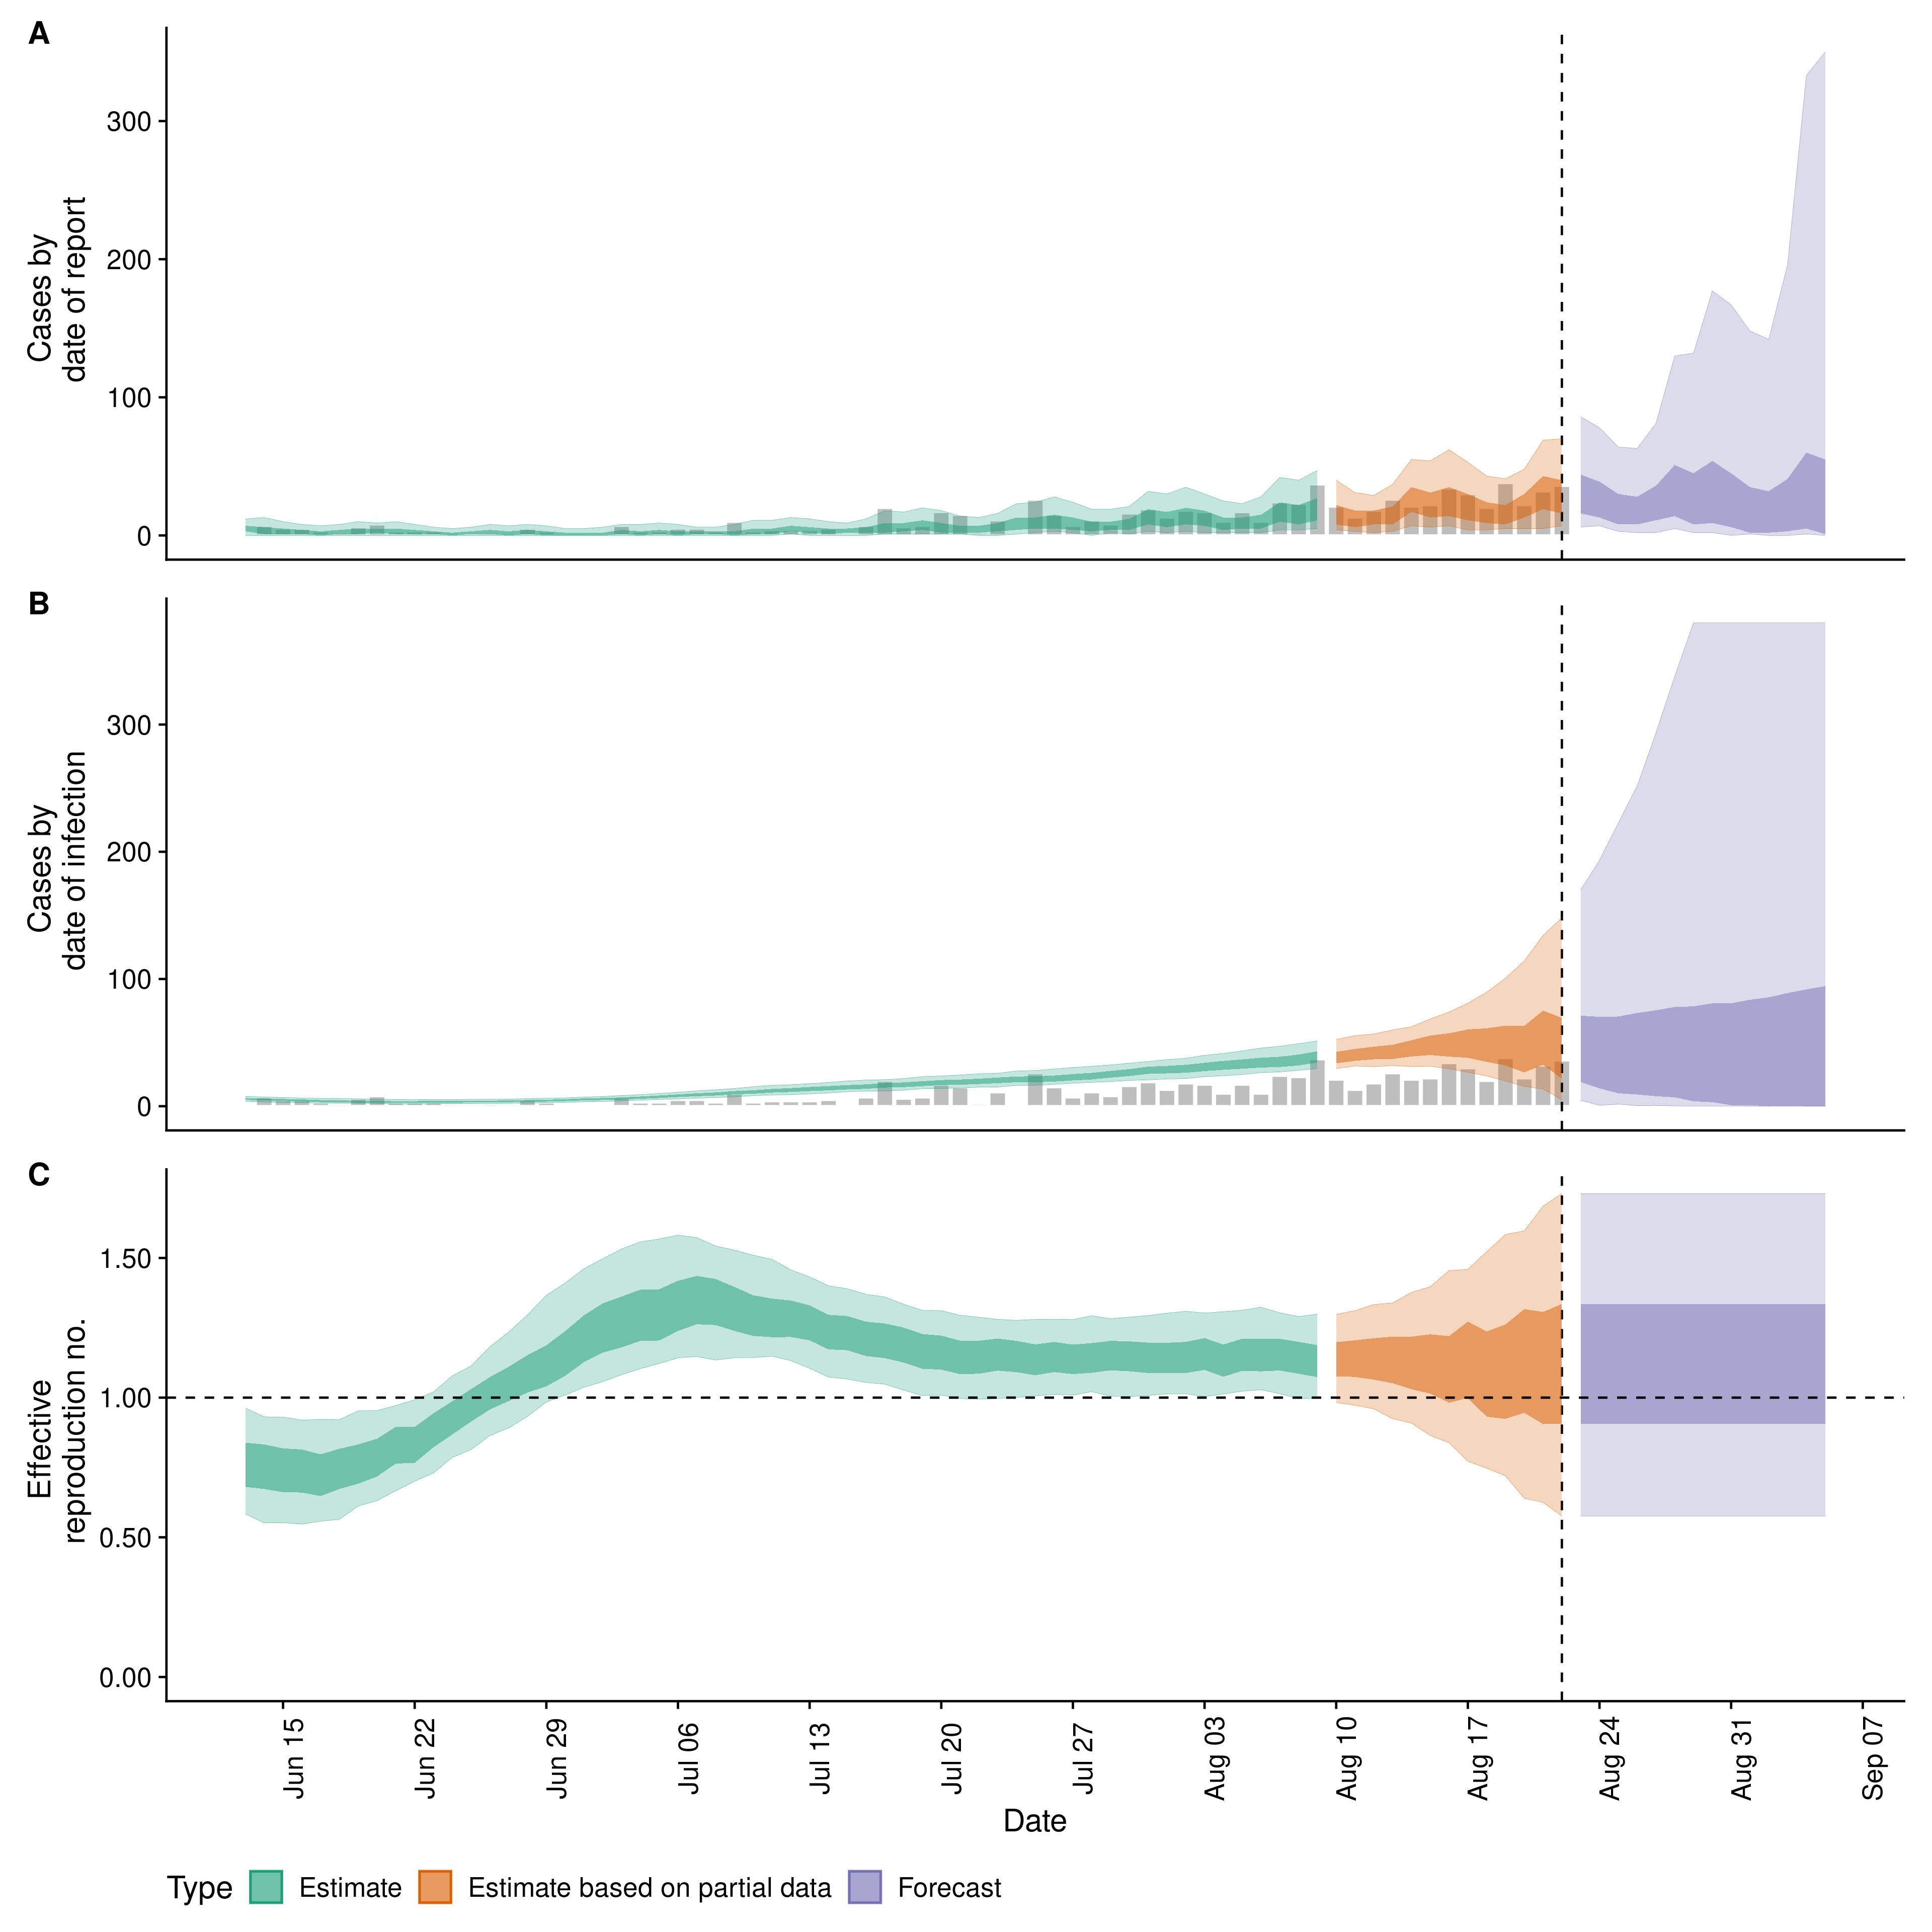 A
Cases by
date of report
300
200
100
0
B
Cases by
date of infection
300
200
100
0
C
Effective
reproduction no.
1.50
1.00
0.50
0.00
Jun 15
Jun 22
Jun 29
Jul 06
Jul 13
Jul 20
Jul 27
Aug 03
Aug 10
Aug 17
Aug 24
Aug 31
Sep 07
Date
Type Estimate Estimate based on partial data Forecast